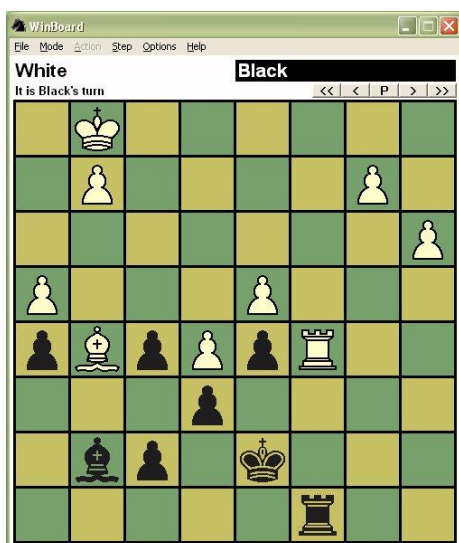 WinBoard
File Mode Action Step Options Help
White Black
It is Black's turn << < P > >>